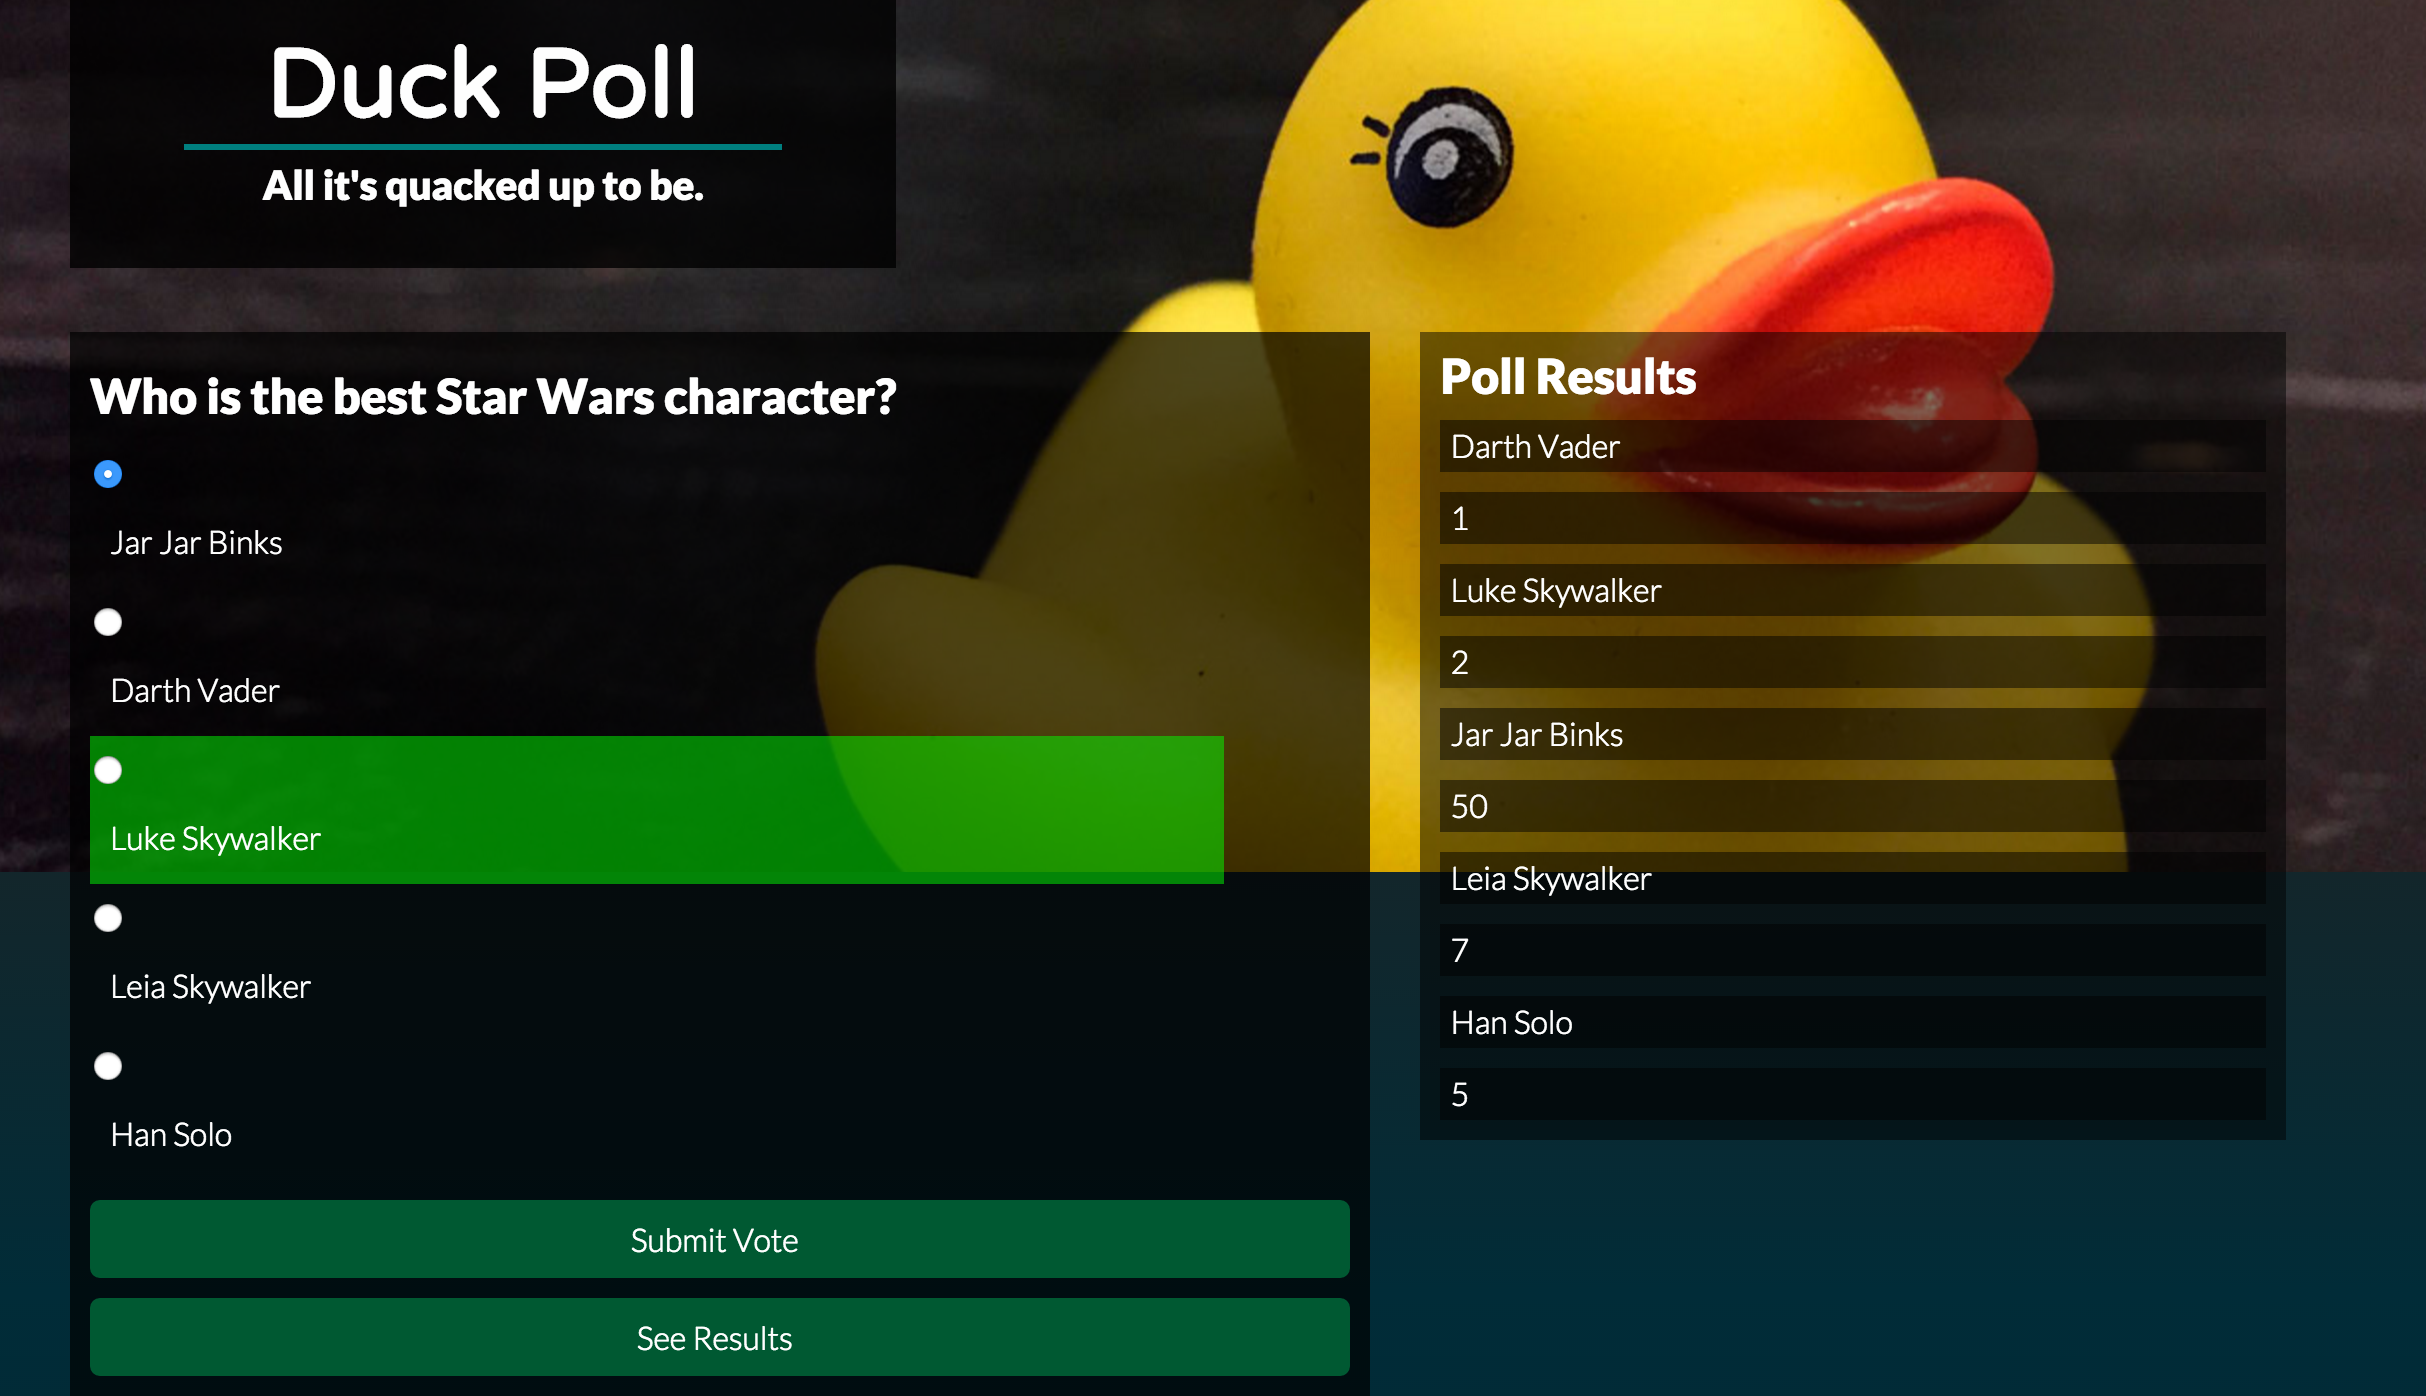 Duck Poll
All it's quacked up to be.
Who is the best Star Wars character?
Jar Jar Binks
Darth Vader
Luke Skywalker
Leia Skywalker
Han Solo
Submit Vote
See Results
Poll Results
Darth Vader
1
Luke Skywalker
2
Jar Jar Binks
50
Leia Skywalker
7
Han Solo
5